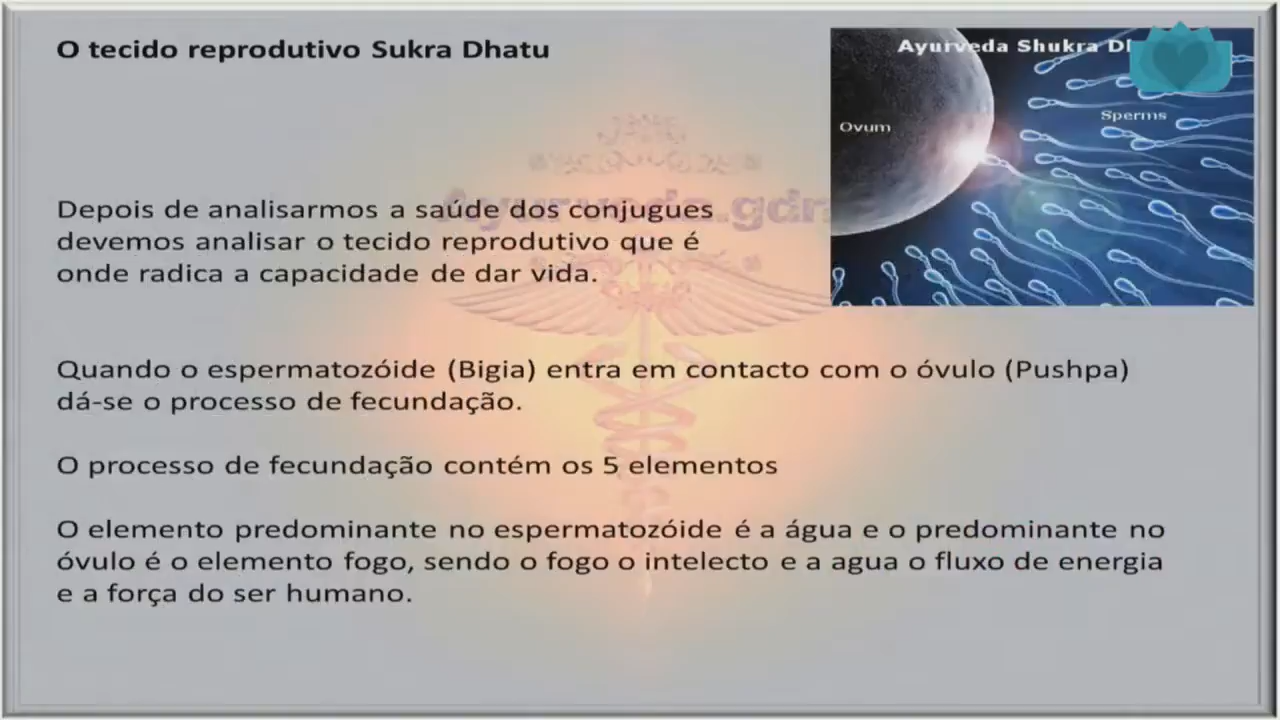 O tecido reprodutivo Sukra Dhatu
Ayurveda Shukra
Ovum
Sperms
Ayurveda.gdn
Depois de analisarmos a saúde dos conjugues
devemos analisar o tecido reprodutivo que é
onde radica a capacidade de dar vida.
Quando o espermatozóide (Bigia) entra em contacto com o óvulo (Pushpa)
dá-se o processo de fecundação.
O processo de fecundação contém os 5 elementos
O elemento predominante no espermatozóide é a água e o predominante no
óvulo é o elemento fogo, sendo o fogo o intelecto e a agua o fluxo de energia
e a força do ser humano.